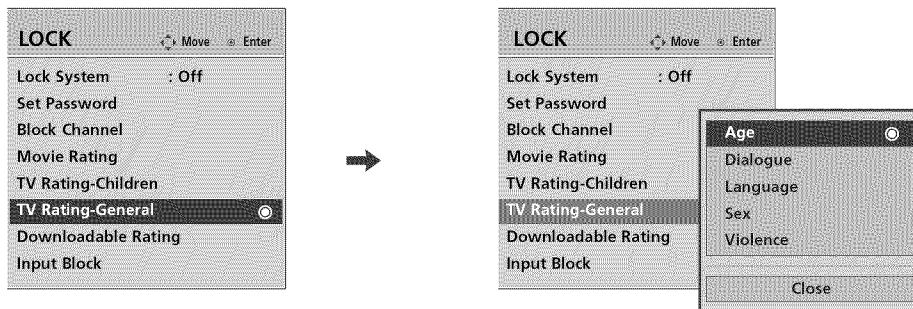 LOCK Move Enter
Lock System : Off
Set Password
Block Channel
Movie Rating
TV Rating-Children
TV Rating-General
Downloadable Rating
Input Block
LOCK Move Enter
Lock System : Off
Set Password
Block Channel
Movie Rating
TV Rating-Children
TV Rating-General
Downloadable Rating
Input Block
Age
Dialogue
Language
Sex
Violence
Close